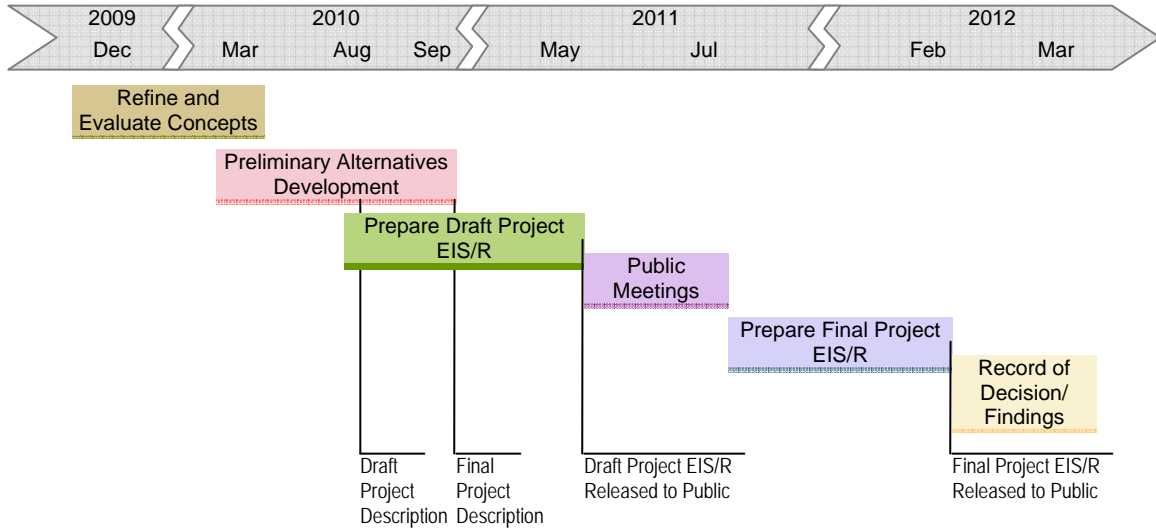 2009 2010 2011 2012
Dec Mar Aug Sep May Jul Feb Mar
Refine and
Evaluate Concepts
Preliminary Alternatives
Development
Prepare Draft Project
EIS/R
Public
Meetings
Prepare Final Project
EIS/R
Record of
Decision/
Findings
Draft
Project
Description
Final
Project
Description
Draft Project EIS/R
Released to Public
Final Project EIS/R
Released to Public